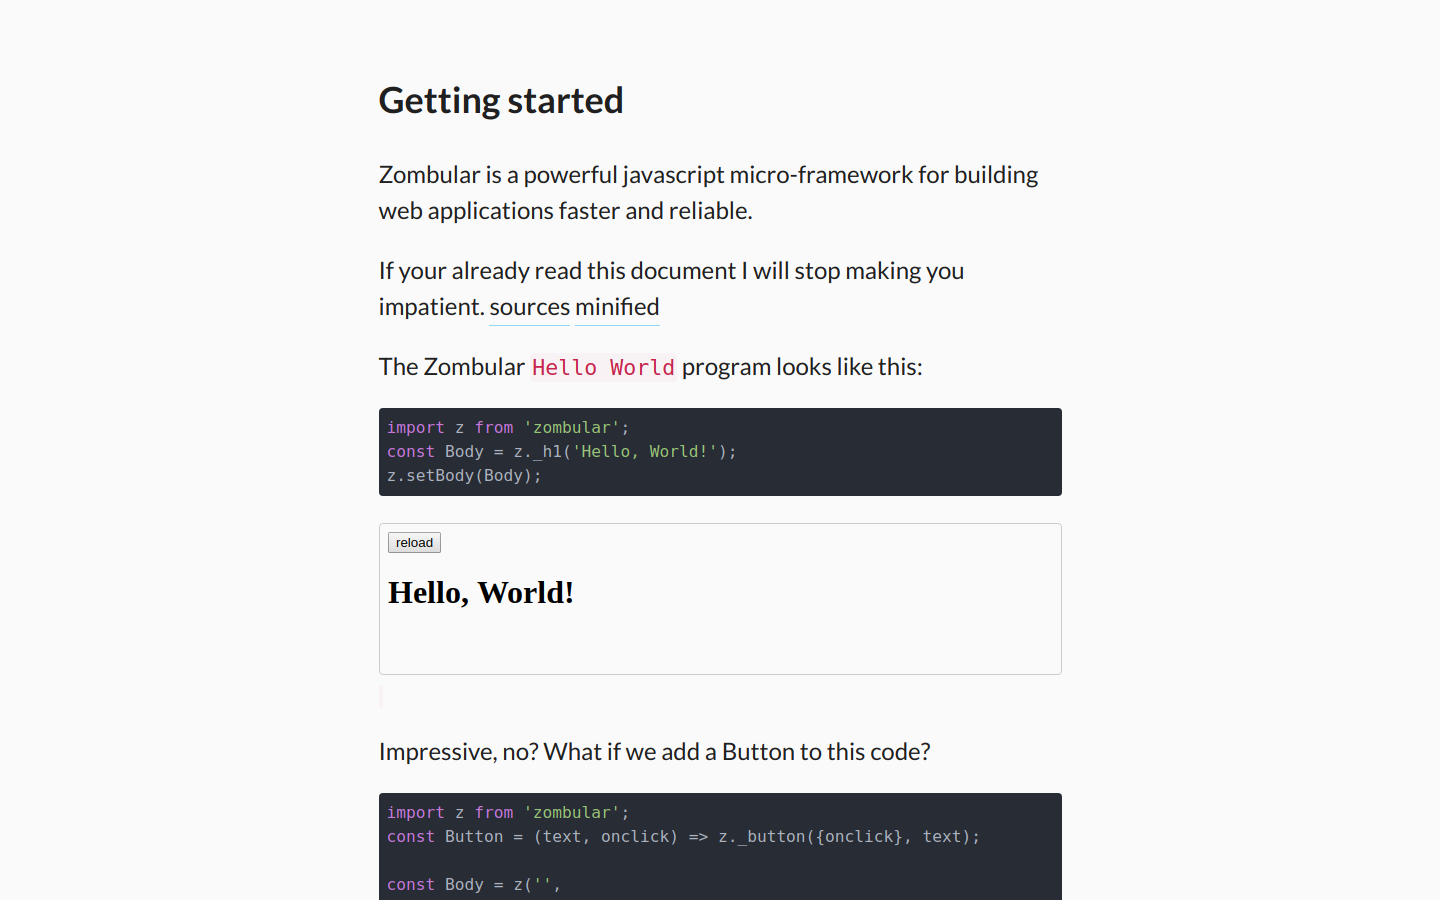 Getting started
Zombular is a powerful javascript micro-framework for building
web applications faster and reliable.
If your already read this document I will stop making you
impatient. sources minified
The Zombular Hello World program looks like this:
import z from 'zombular';
const Body = z._h1('Hello, World!');
z.setBody(Body);
reload
Hello, World!
Impressive, no? What if we add a Button to this code?
import z from 'zombular';
const Button = (text, onclick) => z._button({onclick}, text);
const Body = z('',